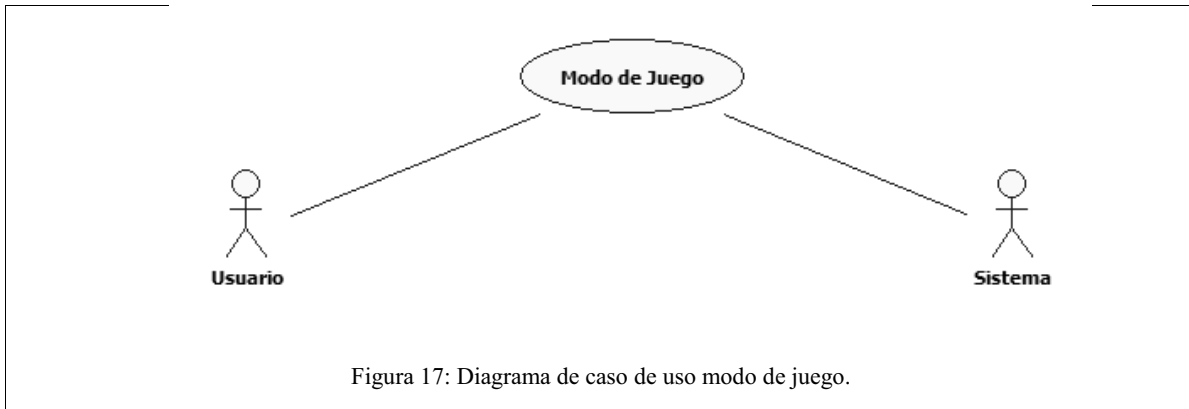 Modo de Juego
Usuario
Sistema
Figura 17: Diagrama de caso de uso modo de juego.